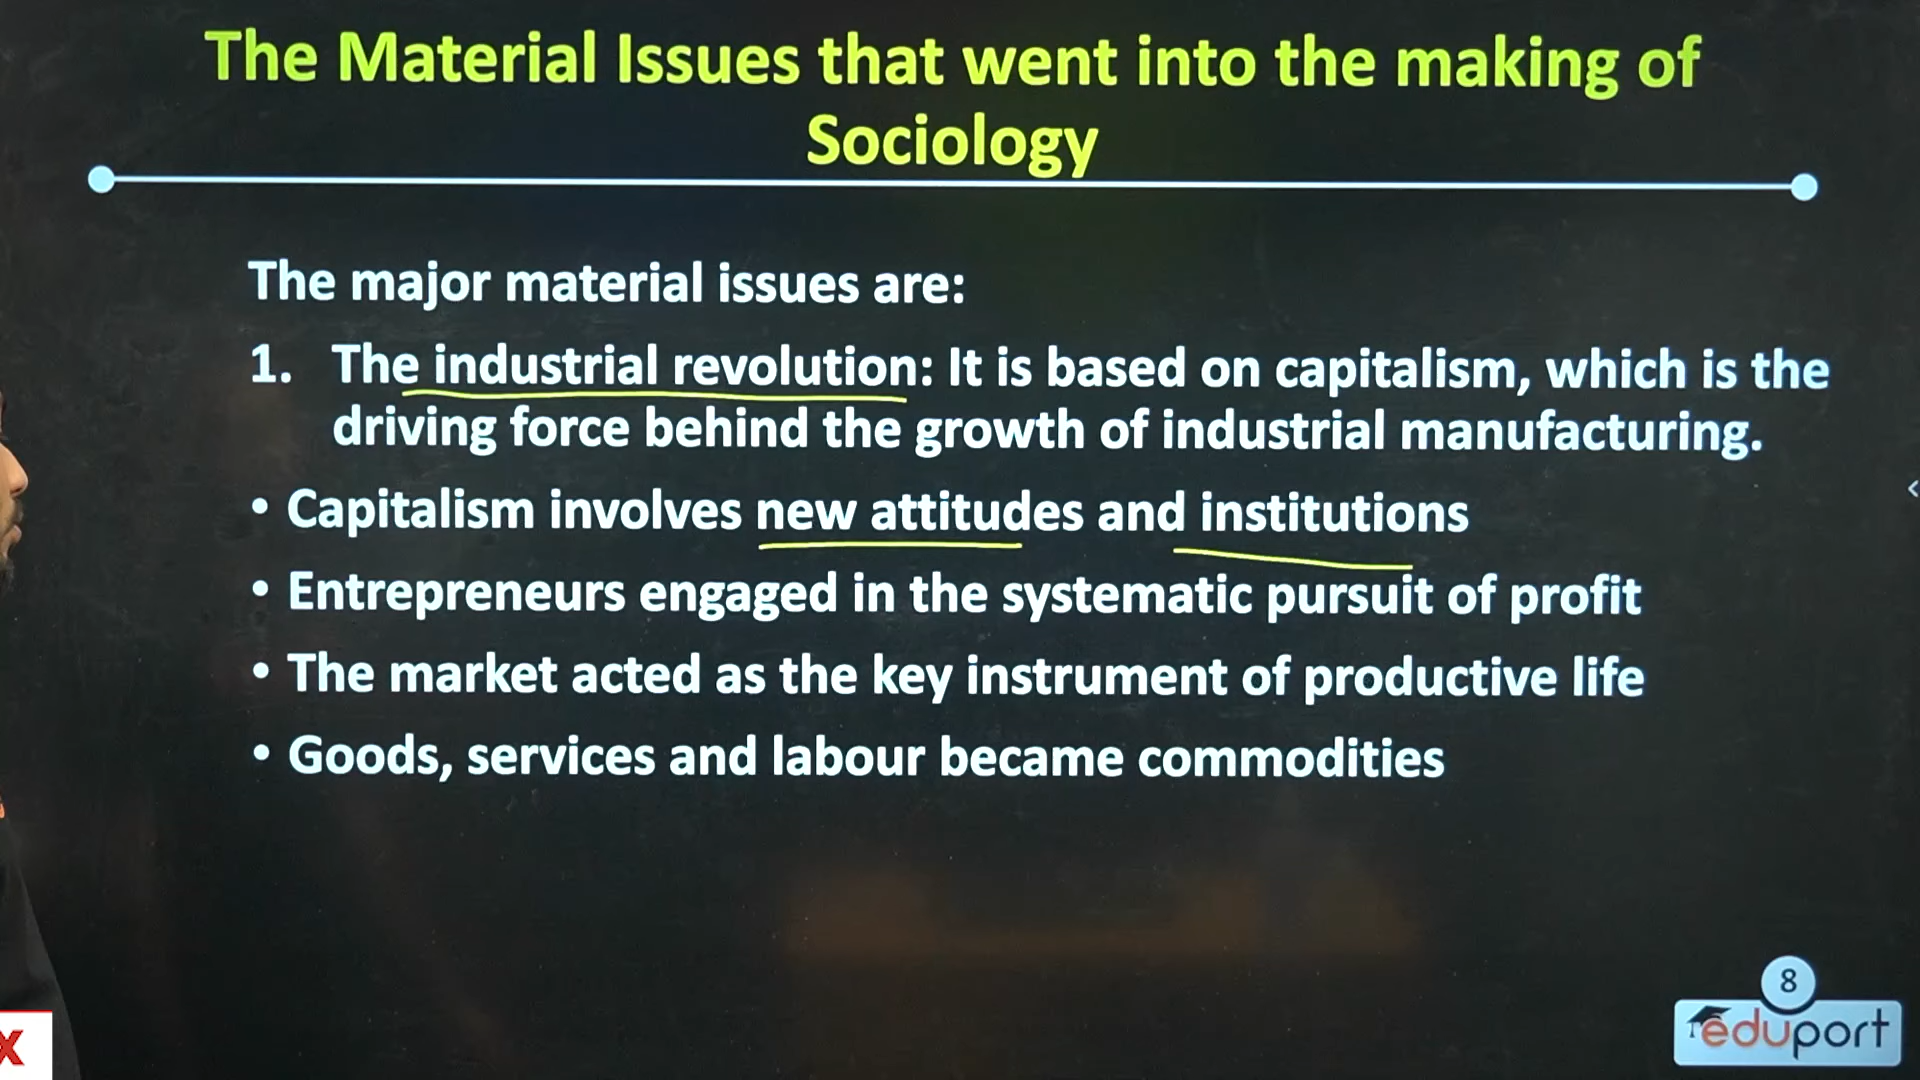 The Material Issues that went into the making of
Sociology
The major material issues are:
1. The industrial revolution: It is based on capitalism, which is the
driving force behind the growth of industrial manufacturing.
• Capitalism involves new attitudes and institutions
• Entrepreneurs engaged in the systematic pursuit of profit
• The market acted as the key instrument of productive life
• Goods, services and labour became commodities
8
eduport
X